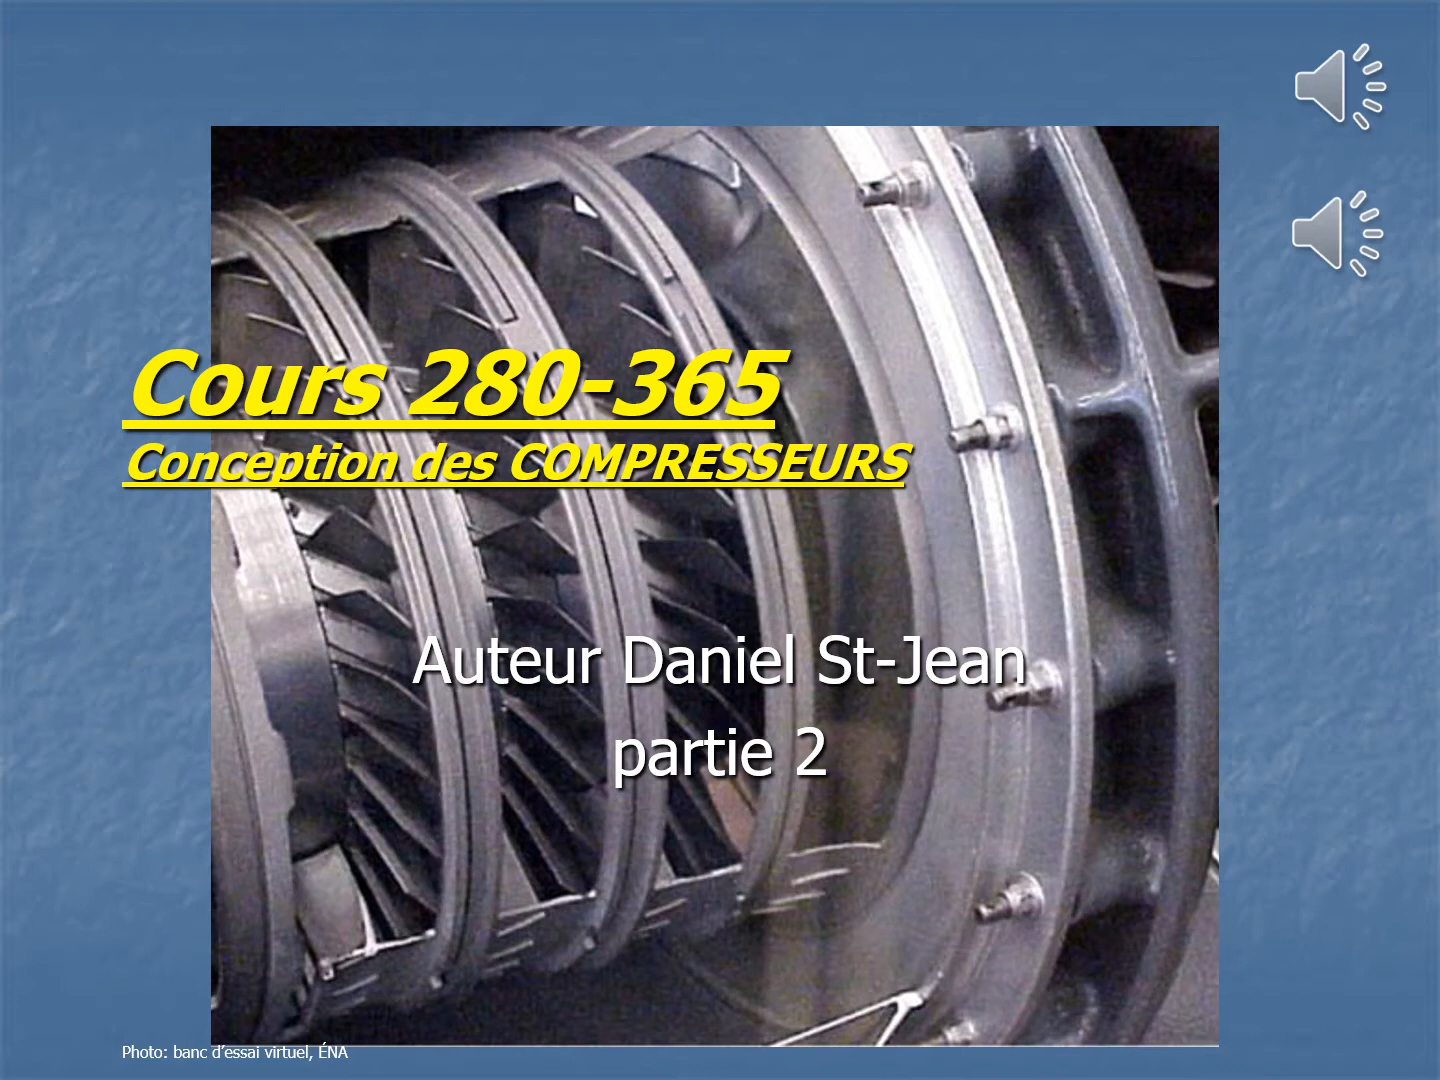 Cours 280-365
Conception des COMPRESSEURS
Auteur Daniel St-Jean
partie 2
Photo: banc d'essai virtuel, ÉNA